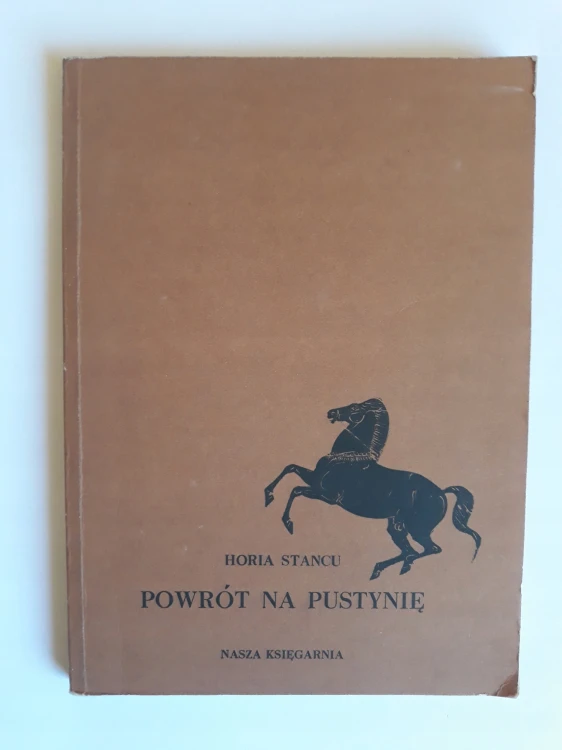 HORIA STANCU
POWRÓT NA PUSTYNIĘ
NASZA KSIĘGARNIA